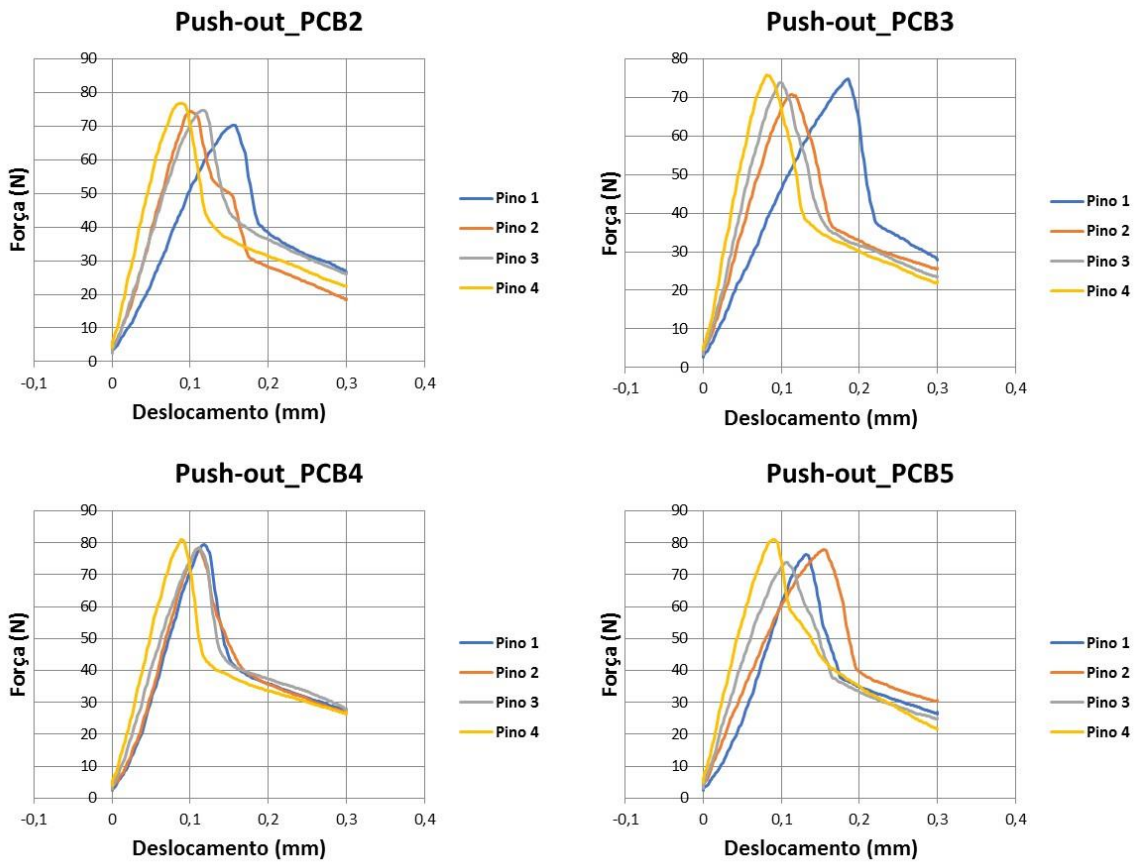 Push-out_PCB2
Força (N)
90
80
70
60
50
40
30
20
10
0
-0,1 0 0,1 0,2 0,3 0,4
Deslocamento (mm)
Pino 1
Pino 2
Pino 3
Pino 4
Push-out_PCB3
Força (N)
80
70
60
50
40
30
20
10
0
-0,1 0 0,1 0,2 0,3 0,4
Deslocamento (mm)
Pino 1
Pino 2
Pino 3
Pino 4
Push-out_PCB4
Força (N)
90
80
70
60
50
40
30
20
10
0
-0,1 0 0,1 0,2 0,3 0,4
Deslocamento (mm)
Pino 1
Pino 2
Pino 3
Pino 4
Push-out_PCB5
Força (N)
90
80
70
60
50
40
30
20
10
0
-0,1 0 0,1 0,2 0,3 0,4
Deslocamento (mm)
Pino 1
Pino 2
Pino 3
Pino 4